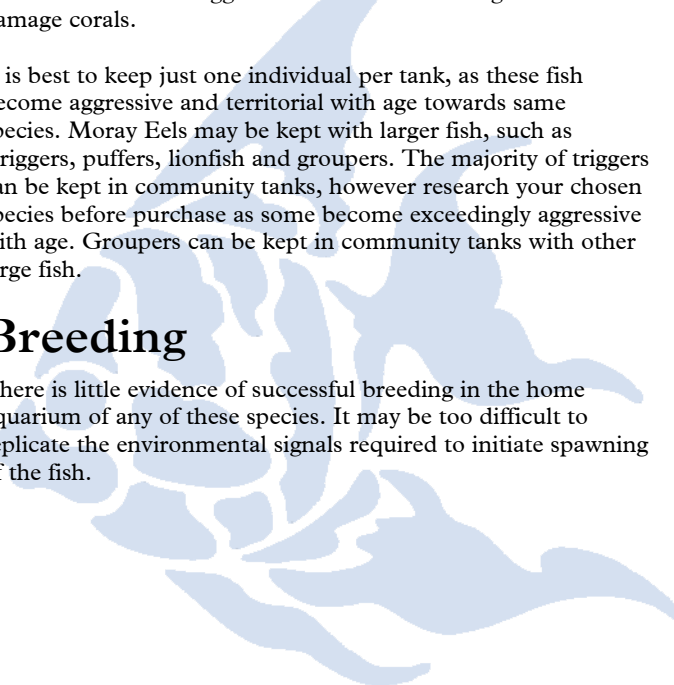 amage corals.
is best to keep just one individual per tank, as these fish
ecome aggressive and territorial with age towards same
pecies. Moray Eels may be kept with larger fish, such as
riggers, puffers, lionfish and groupers. The majority of triggers
an be kept in community tanks, however research your chosen
pecies before purchase as some become exceedingly aggressive
ith age. Groupers can be kept in community tanks with other
rge fish.
Breeding
here is little evidence of successful breeding in the home
quarium of any of these species. It may be too difficult to
eplicate the environmental signals required to initiate spawning
f the fish.